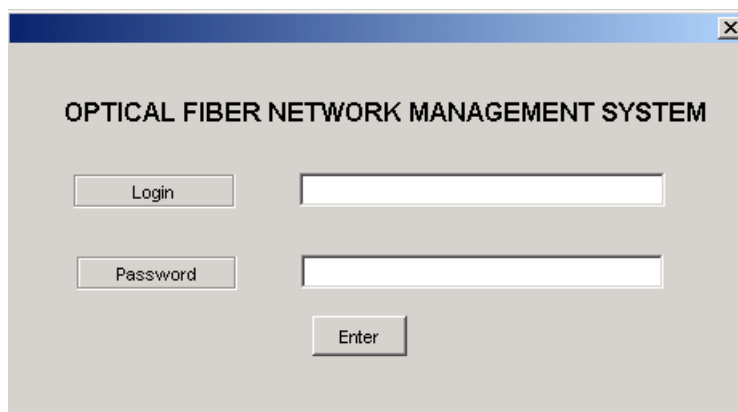 OPTICAL FIBER NETWORK MANAGEMENT SYSTEM
Login
Password
Enter